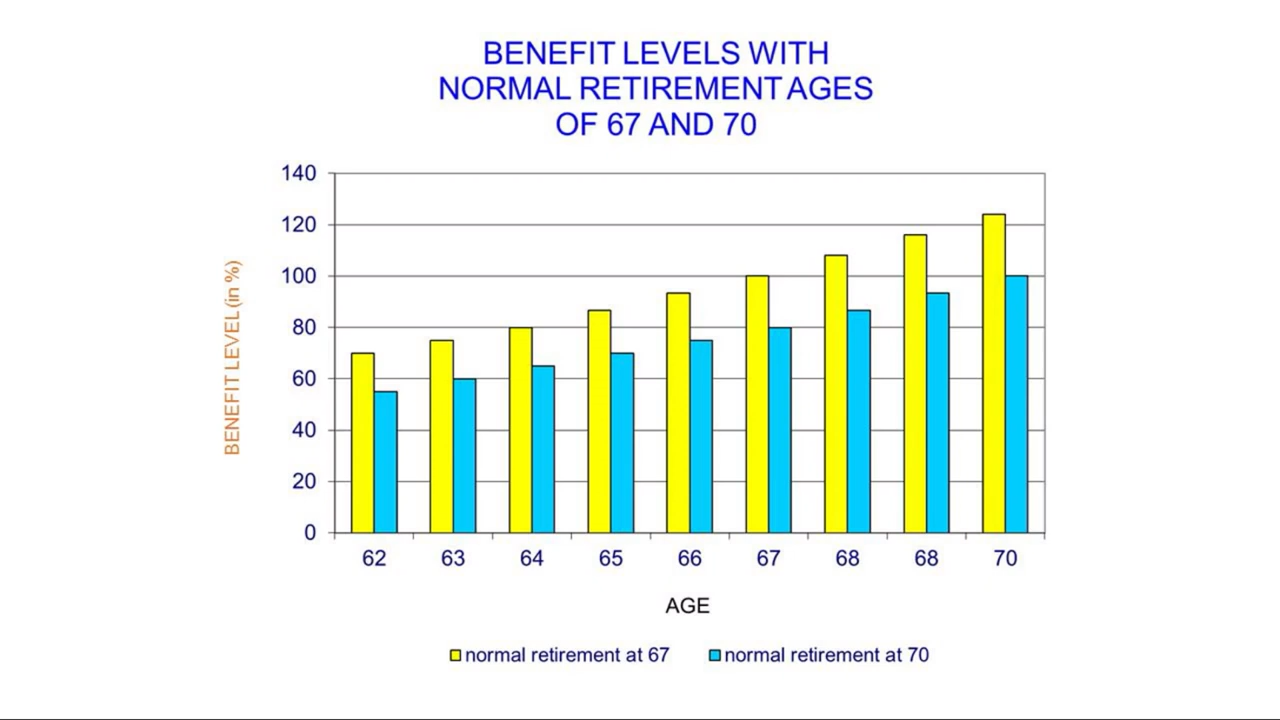 BENEFIT LEVELS WITH
NORMAL RETIREMENT AGES
OF 67 AND 70
140
120
100
80
60
40
20
0
BENEFIT LEVEL (in %)
62 63 64 65 66 67 68 68 70
AGE
normal retirement at 67 normal retirement at 70